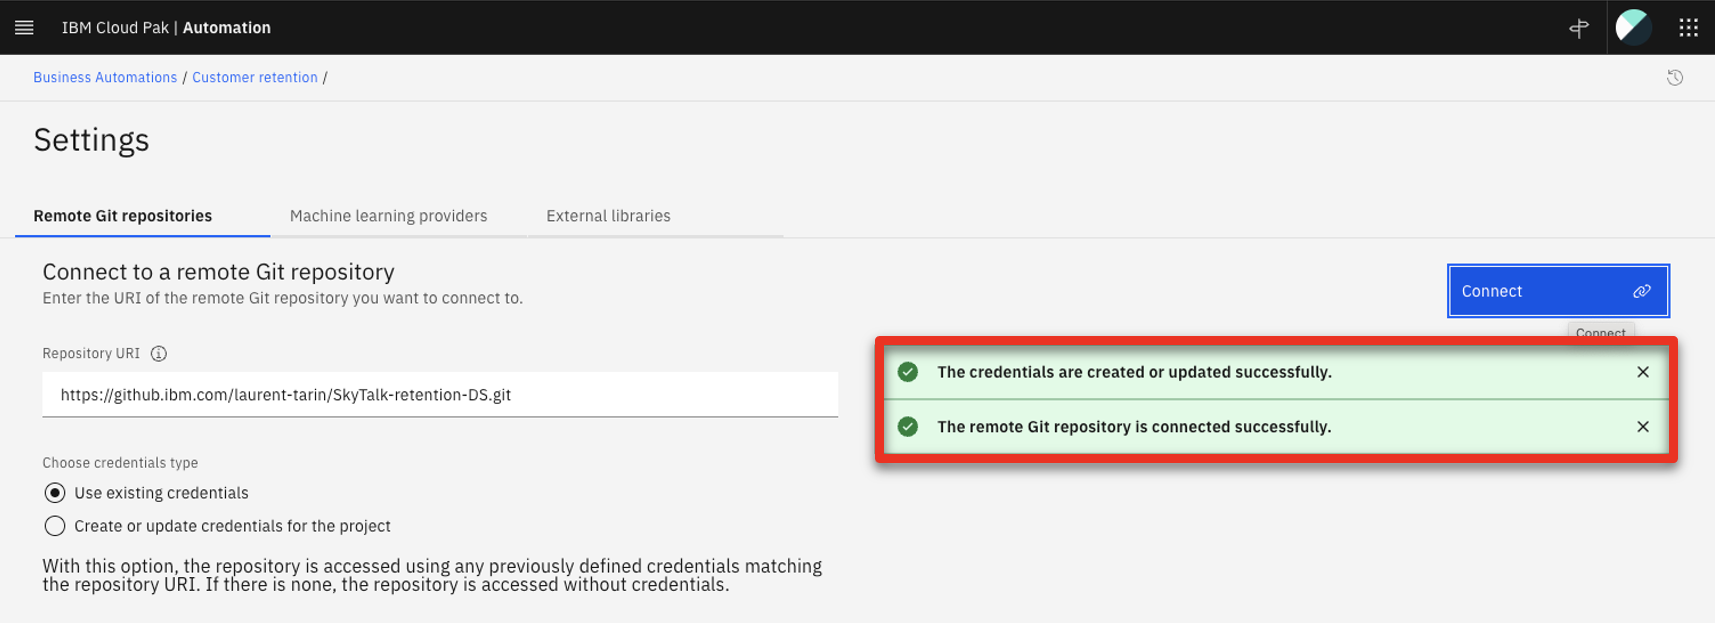 IBM Cloud Pak | Automation
Business Automations / Customer retention /
Settings
Remote Git repositories
Machine learning providers
External libraries
Connect to a remote Git repository
Enter the URI of the remote Git repository you want to connect to.
Connect
Connect
Repository URI
https://github.ibm.com/laurent-tarin/SkyTalk-retention-DS.git
The credentials are created or updated successfully.
The remote Git repository is connected successfully.
Choose credentials type
Use existing credentials
Create or update credentials for the project
With this option, the repository is accessed using any previously defined credentials matching
the repository URI. If there is none, the repository is accessed without credentials.